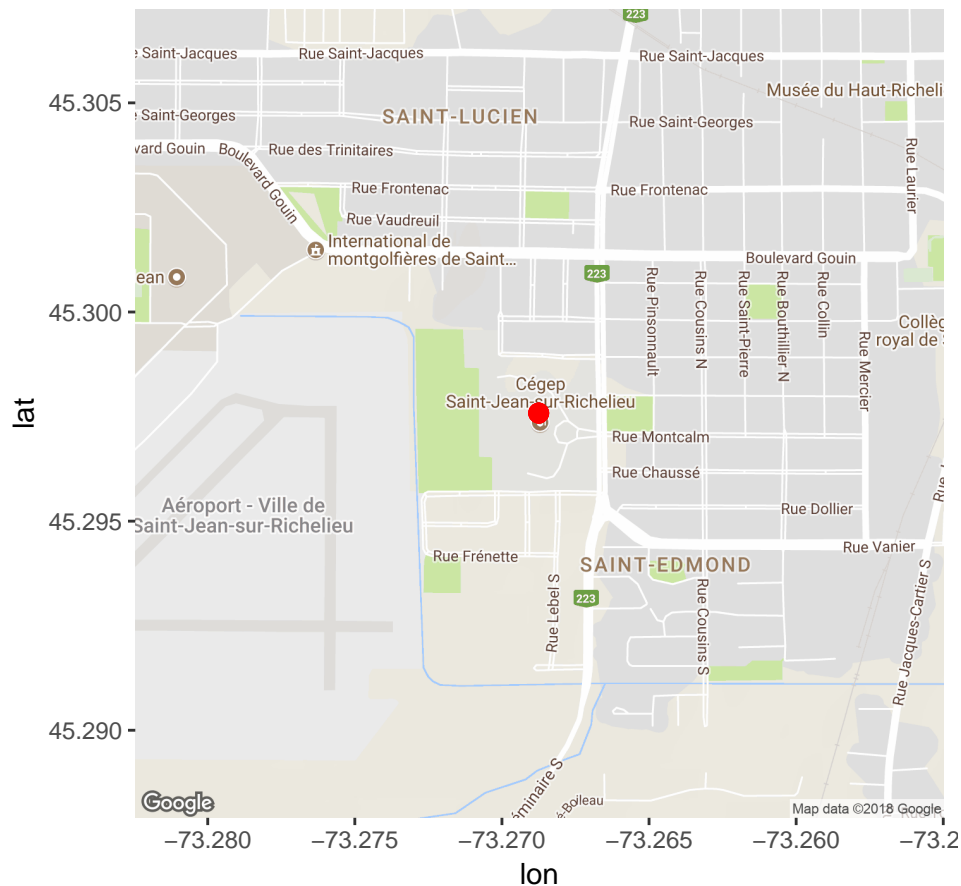 223
e Saint-Jacques
Rue Saint-Jacques
Rue Saint-Jacques
Musée du Haut-Richeli
45.305
SAINT-LUCIEN
e Saint-Georges
Rue Saint-Georges
vard Gouin
Boulevard Gouin
Rue des Trinitaires
Rue Laurier
Rue Frontenac
Rue Frontenac
Rue Vaudreuil
International de
montgolfières de Saint...
Boulevard Gouin
ean
223
Rue Pinsonnault
Rue Cousins N
Rue Saint-Pierre
Rue Bouthillier N
Rue Collin
45.300
Collèg
royal de
Rue Mercier
Cégep
Saint-Jean-sur-Richelieu
lat
Rue Montcalm
Rue Chaussé
Rue J
Aéroport - Ville de
Saint-Jean-sur-Richelieu
45.295
Rue Dollier
Rue Vanier
Rue Frénette
SAINT-EDMOND
Rue Lebel S
223
Rue Cousins S
Rue Jacques-Cartier S
45.290
éminaire S
é-Boileau
Google
Map data ©2018 Google
−73.280
−73.275
−73.270
−73.265
−73.260
−73.2
lon